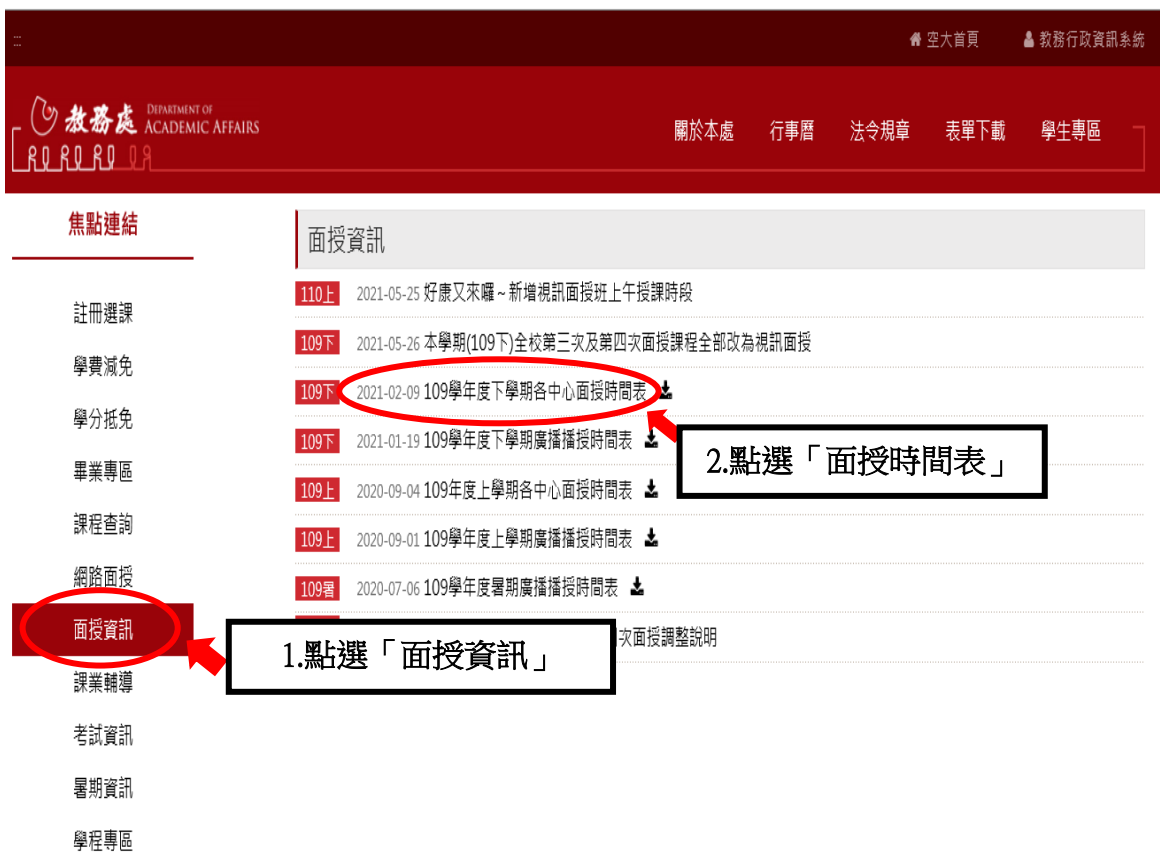 空大首頁 教務行政資訊系統
教務處 DEPARTMENT OF ACADEMIC AFFAIRS
關於本處 行事曆 法令規章 表單下載 學生專區
焦點連結
註冊選課
學費減免
學分抵免
畢業專區
課程查詢
網路面授
面授資訊
課業輔導
考試資訊
暑期資訊
學程專區
面授資訊
110上 2021-05-25 好康又來囉~新增視訊面授班上午授課時段
109下 2021-05-26 本學期(109下)全校第三次及第四次面授課程全部改為視訊面授
109下 2021-02-09 109學年度下學期各中心面授時間表
109下 2021-01-19 109學年度下學期廣播播授時間表
109上 2020-09-04 109年度上學期各中心面授時間表
109上 2020-09-01 109學年度上學期廣播播授時間表
109暑 2020-07-06 109學年度暑期廣播播授時間表
次面授調整說明
1.點選「面授資訊」
2.點選「面授時間表」